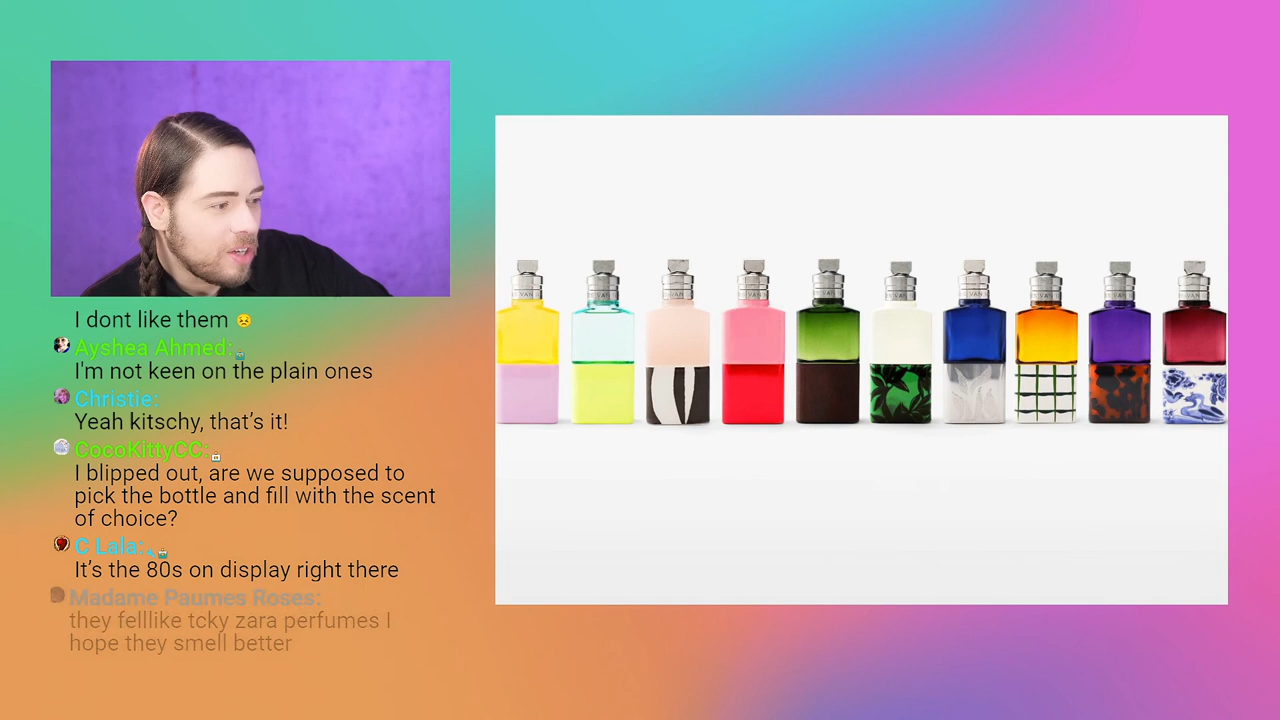 I dont like them
Ayshea Ahmed:
I'm not keen on the plain ones
Christie:
Yeah kitschy, that's it!
CocoKittyCC:
I blipped out, are we supposed to
pick the bottle and fill with the scent
of choice?
C Lala:
It's the 80s on display right there
Madame Paumes Roses:
they felllike tcky zara perfumes I
hope they smell better